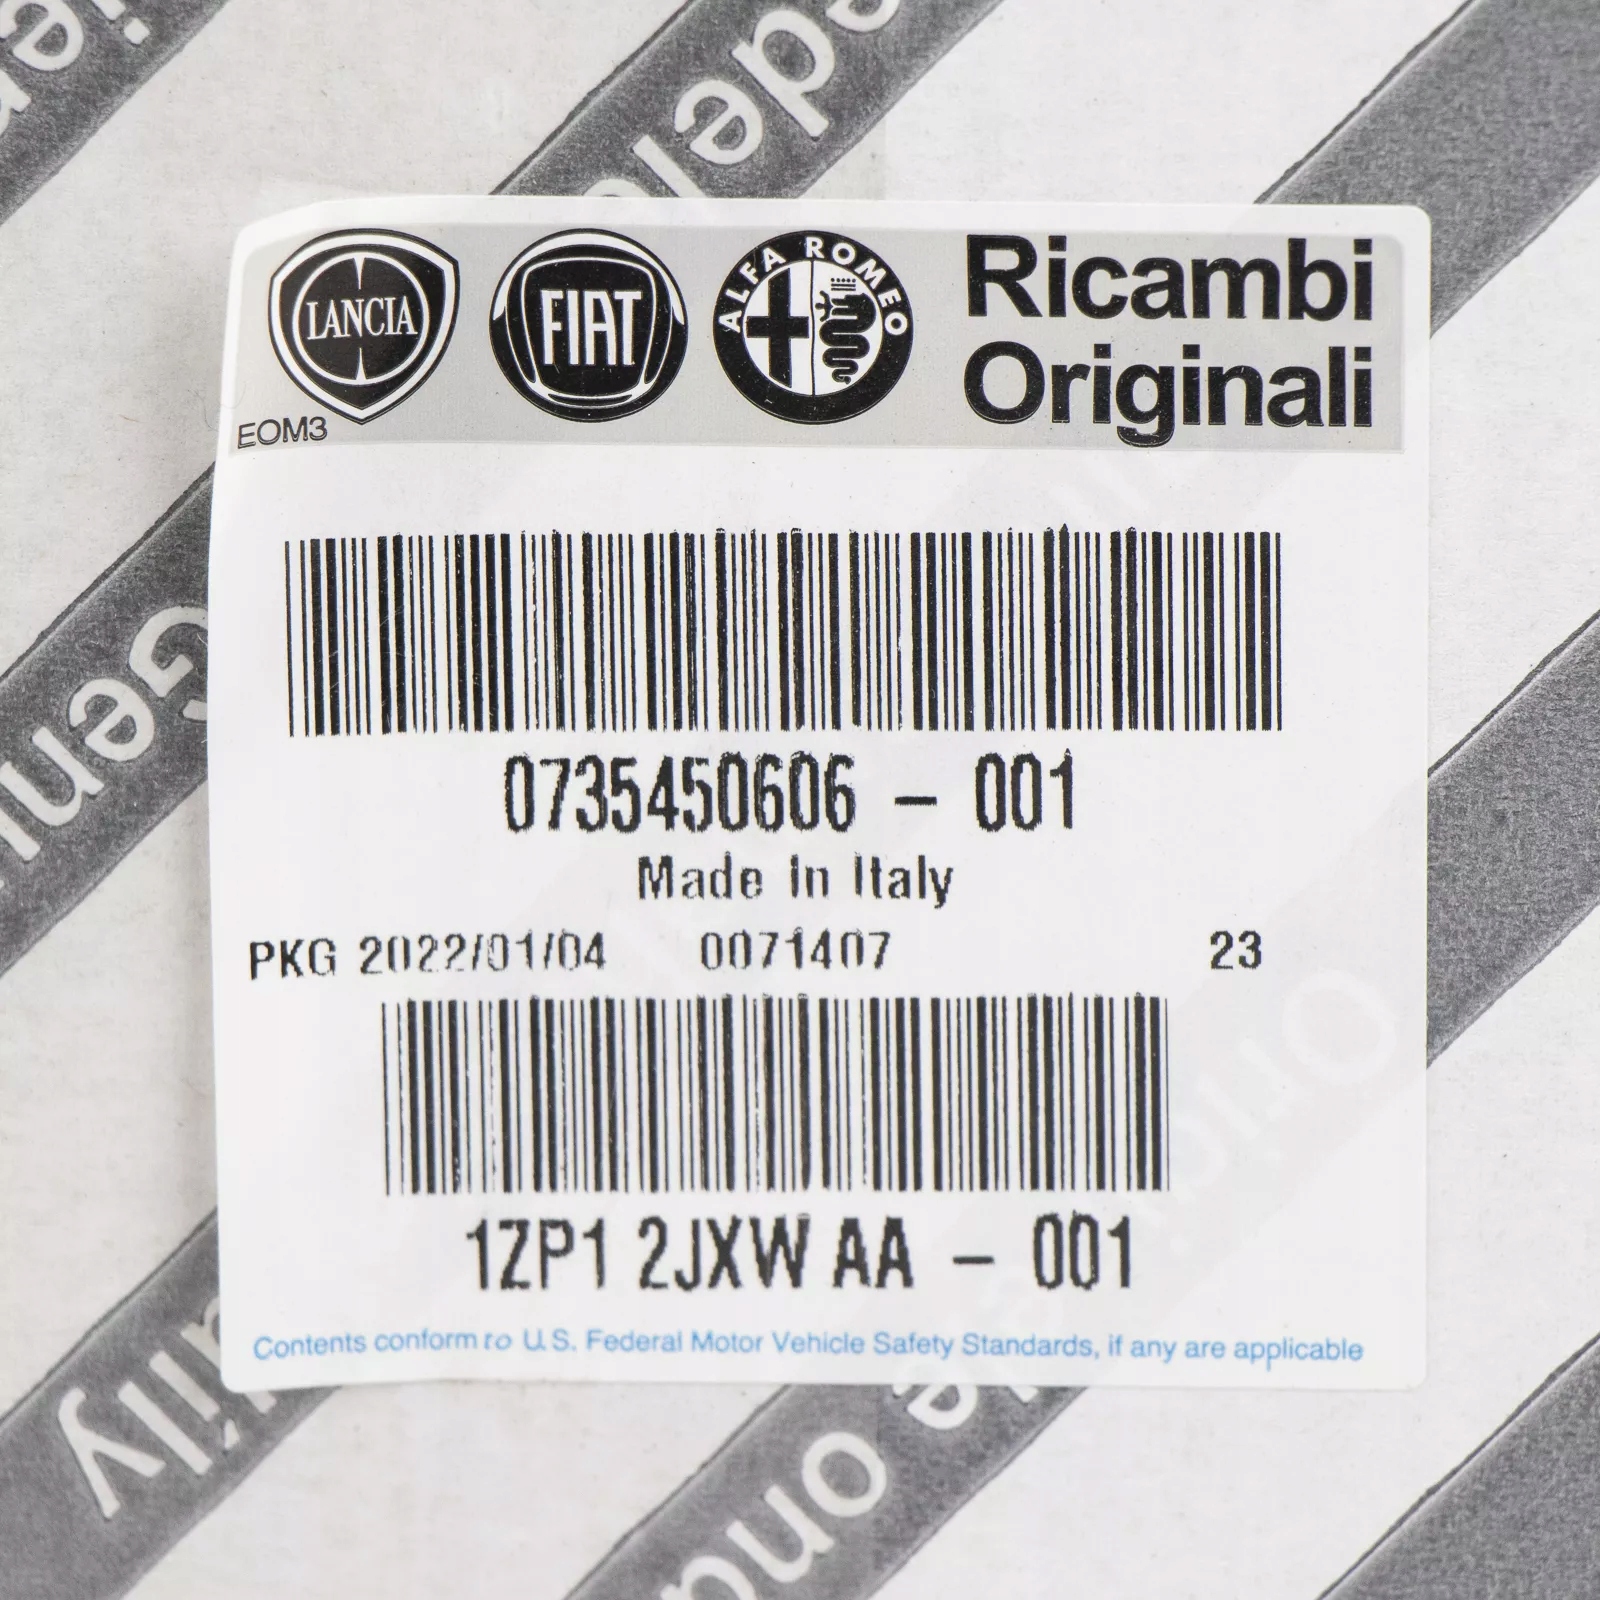 LANCIA
FIAT
ALFA ROMEO
Ricambi
Originali
EOM3
0735450606 - 001
Made In Italy
PKG 2022/01/04 0071407 23
1ZP1 2JXW AA - 001
Contents conform to U.S. Federal Motor Vehicle Safety Standards, if any are applicable